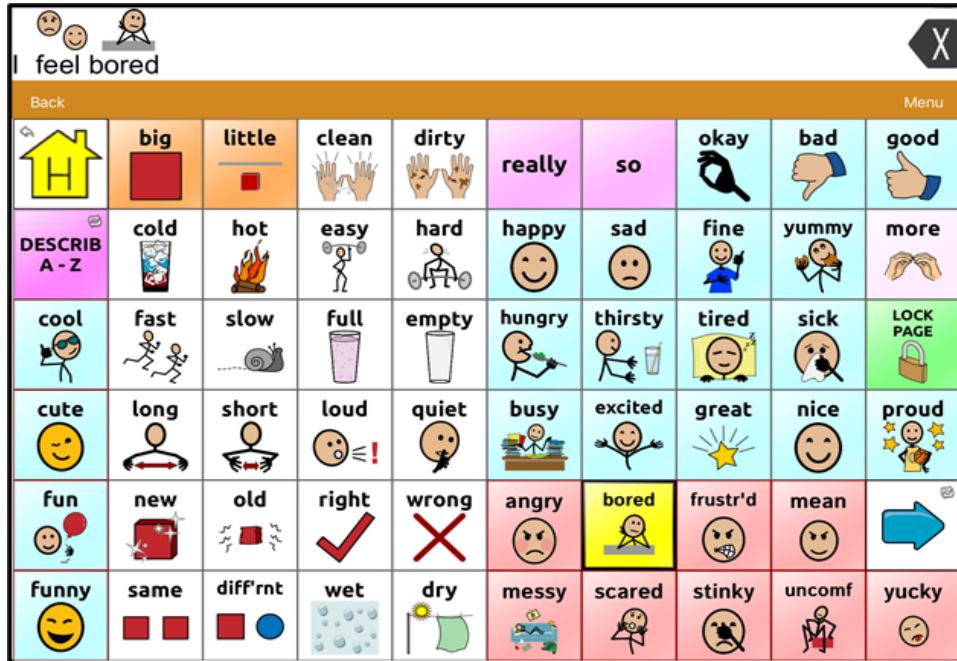 I feel bored
X
Back Menu
H big little clean dirty really so okay bad good
DESCRIB
A - Z
cold hot easy hard happy sad fine yummy more
cool fast slow full empty hungry thirsty tired sick LOCK
PAGE
cute long short loud quiet busy excited great nice proud
fun new old right wrong angry bored frustr'd mean
funny same diff'rnt wet dry messy scared stinky uncomf yucky